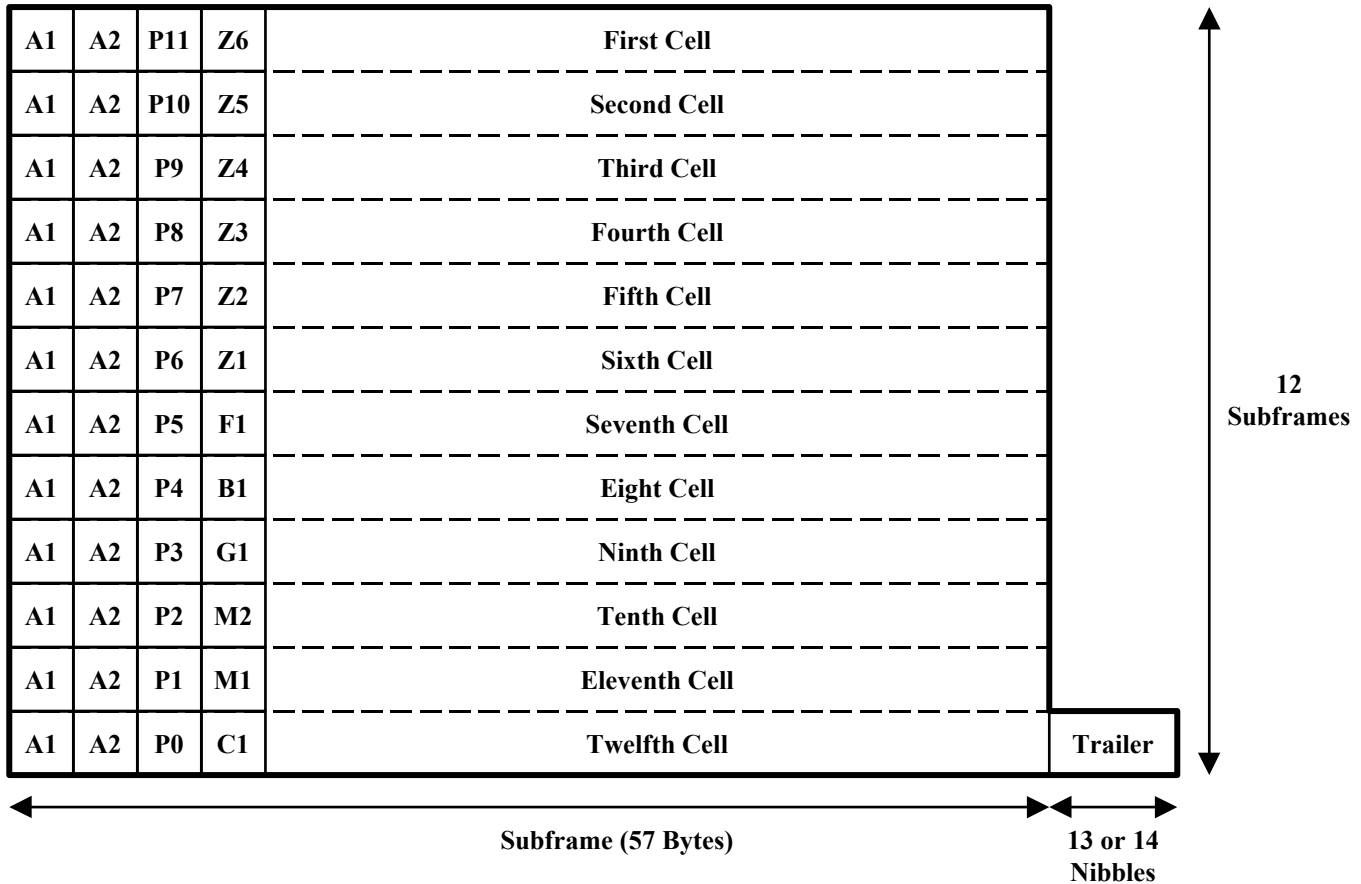 A1 A2 P11 Z6 First Cell
A1 A2 P10 Z5 Second Cell
A1 A2 P9 Z4 Third Cell
A1 A2 P8 Z3 Fourth Cell
A1 A2 P7 Z2 Fifth Cell
A1 A2 P6 Z1 Sixth Cell
12
Subframes
A1 A2 P5 F1 Seventh Cell
A1 A2 P4 B1 Eight Cell
A1 A2 P3 G1 Ninth Cell
A1 A2 P2 M2 Tenth Cell
A1 A2 P1 M1 Eleventh Cell
A1 A2 P0 C1 Twelfth Cell Trailer
Subframe (57 Bytes)
13 or 14
Nibbles